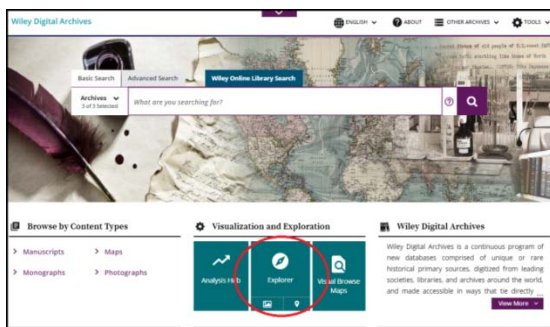 Wiley Digital Archives
ENGLISH
ABOUT
OTHER ARCHIVES
TOOLS
Basic Search
Advanced Search
Wiley Online Library Search
Archives
3 of 3 Selected
What are you searching for?
Browse by Content Types
Manuscripts
Maps
Monographs
Photographs
Visualization and Exploration
Analysis Hub
Explorer
Visual Browse
Maps
Wiley Digital Archives
Wiley Digital Archives is a continuous program of
new databases comprised of unique or rare
historical primary sources, digitized from leading
societies, libraries, and archives around the world,
and made accessible in ways that tie directly ...
View More